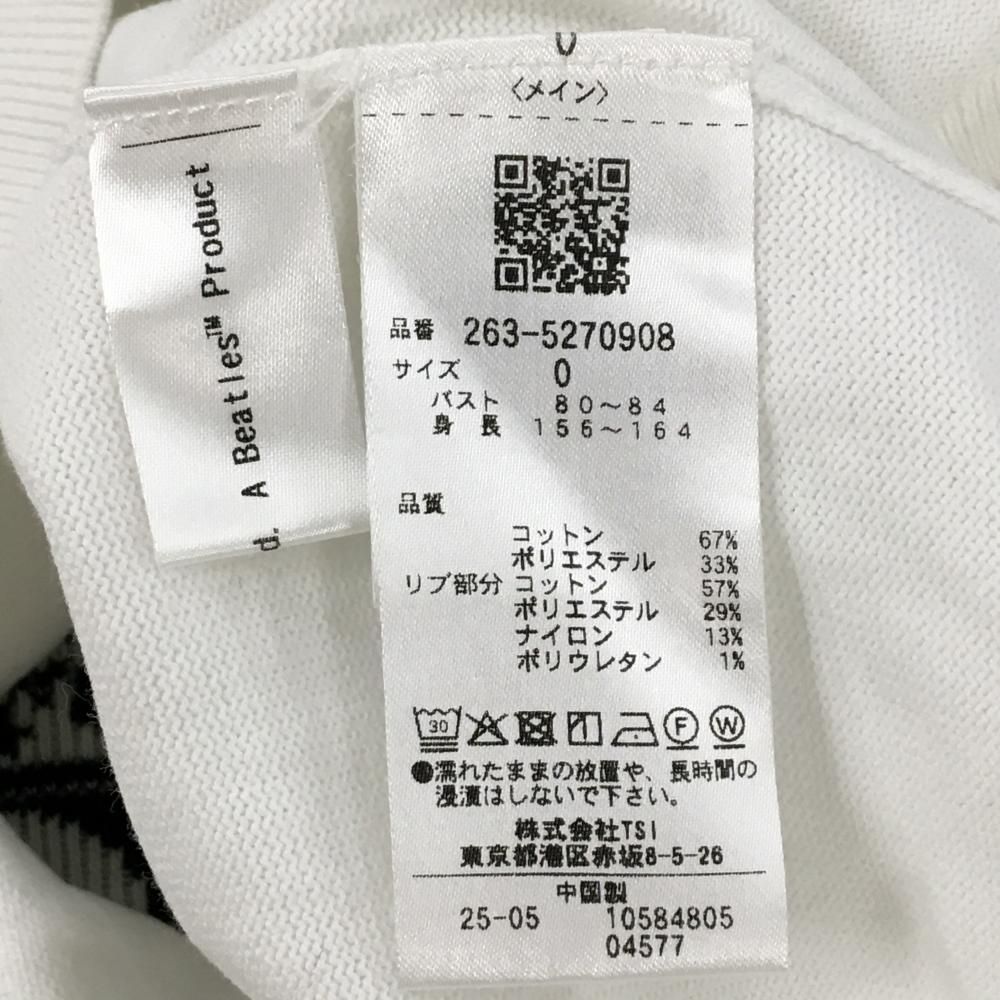 d. A Beatles™ Product
0
〈メイン〉
品番 263-5270908
サイズ 0
バスト 80～84
身長 156～164
品質
コットン 67%
ポリエステル 33%
リブ部分 コットン 57%
ポリエステル 29%
ナイロン 13%
ポリウレタン 1%
30
F W
●濡れたままの放置や、長時間の
浸漬はしないで下さい。
株式会社TSI
東京都港区赤坂8-5-26
中国製
25-05 10584805
04577